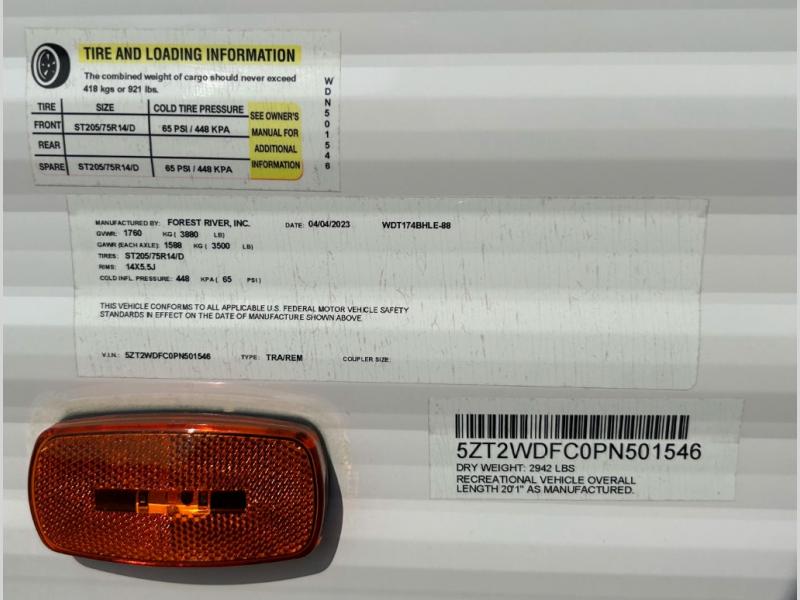 TIRE AND LOADING INFORMATION
The combined weight of cargo should never exceed
418 kgs or 921 lbs.
TIRE SIZE COLD TIRE PRESSURE
FRONT ST205/75R14/D 65 PSI / 448 KPA
REAR
SPARE ST205/75R14/D 65 PSI / 448 KPA
SEE OWNER'S
MANUAL FOR
ADDITIONAL
INFORMATION
WDN501546
MANUFACTURED BY: FOREST RIVER, INC. DATE: 04/04/2023 WDT174BHLE-88
GVWR: 1760 KG ( 3880 LB)
GAWR (EACH AXLE): 1588 KG ( 3500 LB)
TIRES: ST205/75R14/D
RIMS: 14X5.5J
COLD INFL. PRESSURE: 448 KPA ( 65 PSI )
THIS VEHICLE CONFORMS TO ALL APPLICABLE U.S. FEDERAL MOTOR VEHICLE SAFETY
STANDARDS IN EFFECT ON THE DATE OF MANUFACTURE SHOWN ABOVE.
V.I.N.: 5ZT2WDFC0PN501546 TYPE: TRA/REM COUPLER SIZE:
5ZT2WDFC0PN501546
DRY WEIGHT: 2942 LBS
RECREATIONAL VEHICLE OVERALL
LENGTH 20'1" AS MANUFACTURED.